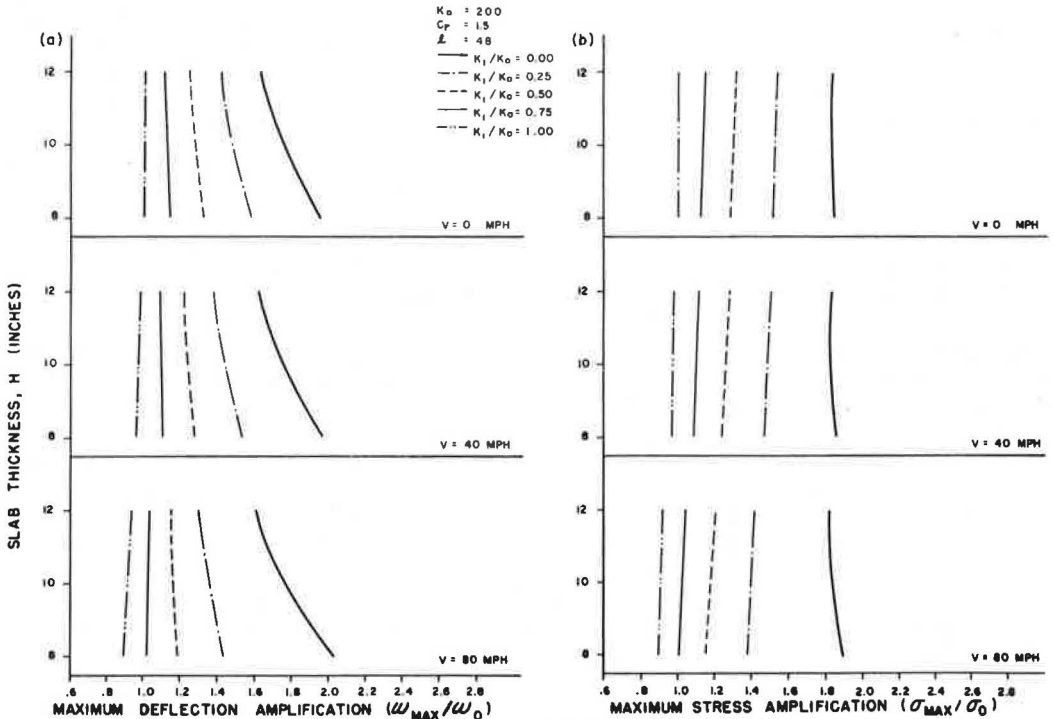 K₀ = 200
Cᵣ = 1.5
ℓ = 48
K₁/K₀ = 0.00
K₁/K₀ = 0.25
K₁/K₀ = 0.50
K₁/K₀ = 0.75
K₁/K₀ = 1.00
(a)
12
10
8
V = 0 MPH
12
10
8
V = 40 MPH
12
10
8
V = 80 MPH
SLAB THICKNESS, H (INCHES)
.6 1.0 1.2 1.4 1.6 1.8 2.0 2.2 2.4 2.6 2.8
MAXIMUM DEFLECTION AMPLIFICATION (ω_MAX/ω_0)
(b)
12
10
8
V = 0 MPH
12
10
8
V = 40 MPH
12
10
8
V = 80 MPH
.6 .8 1.0 1.2 1.4 1.6 1.8 2.0 2.2 2.4 2.6 2.8
MAXIMUM STRESS AMPLIFICATION (σ_MAX/σ_0)